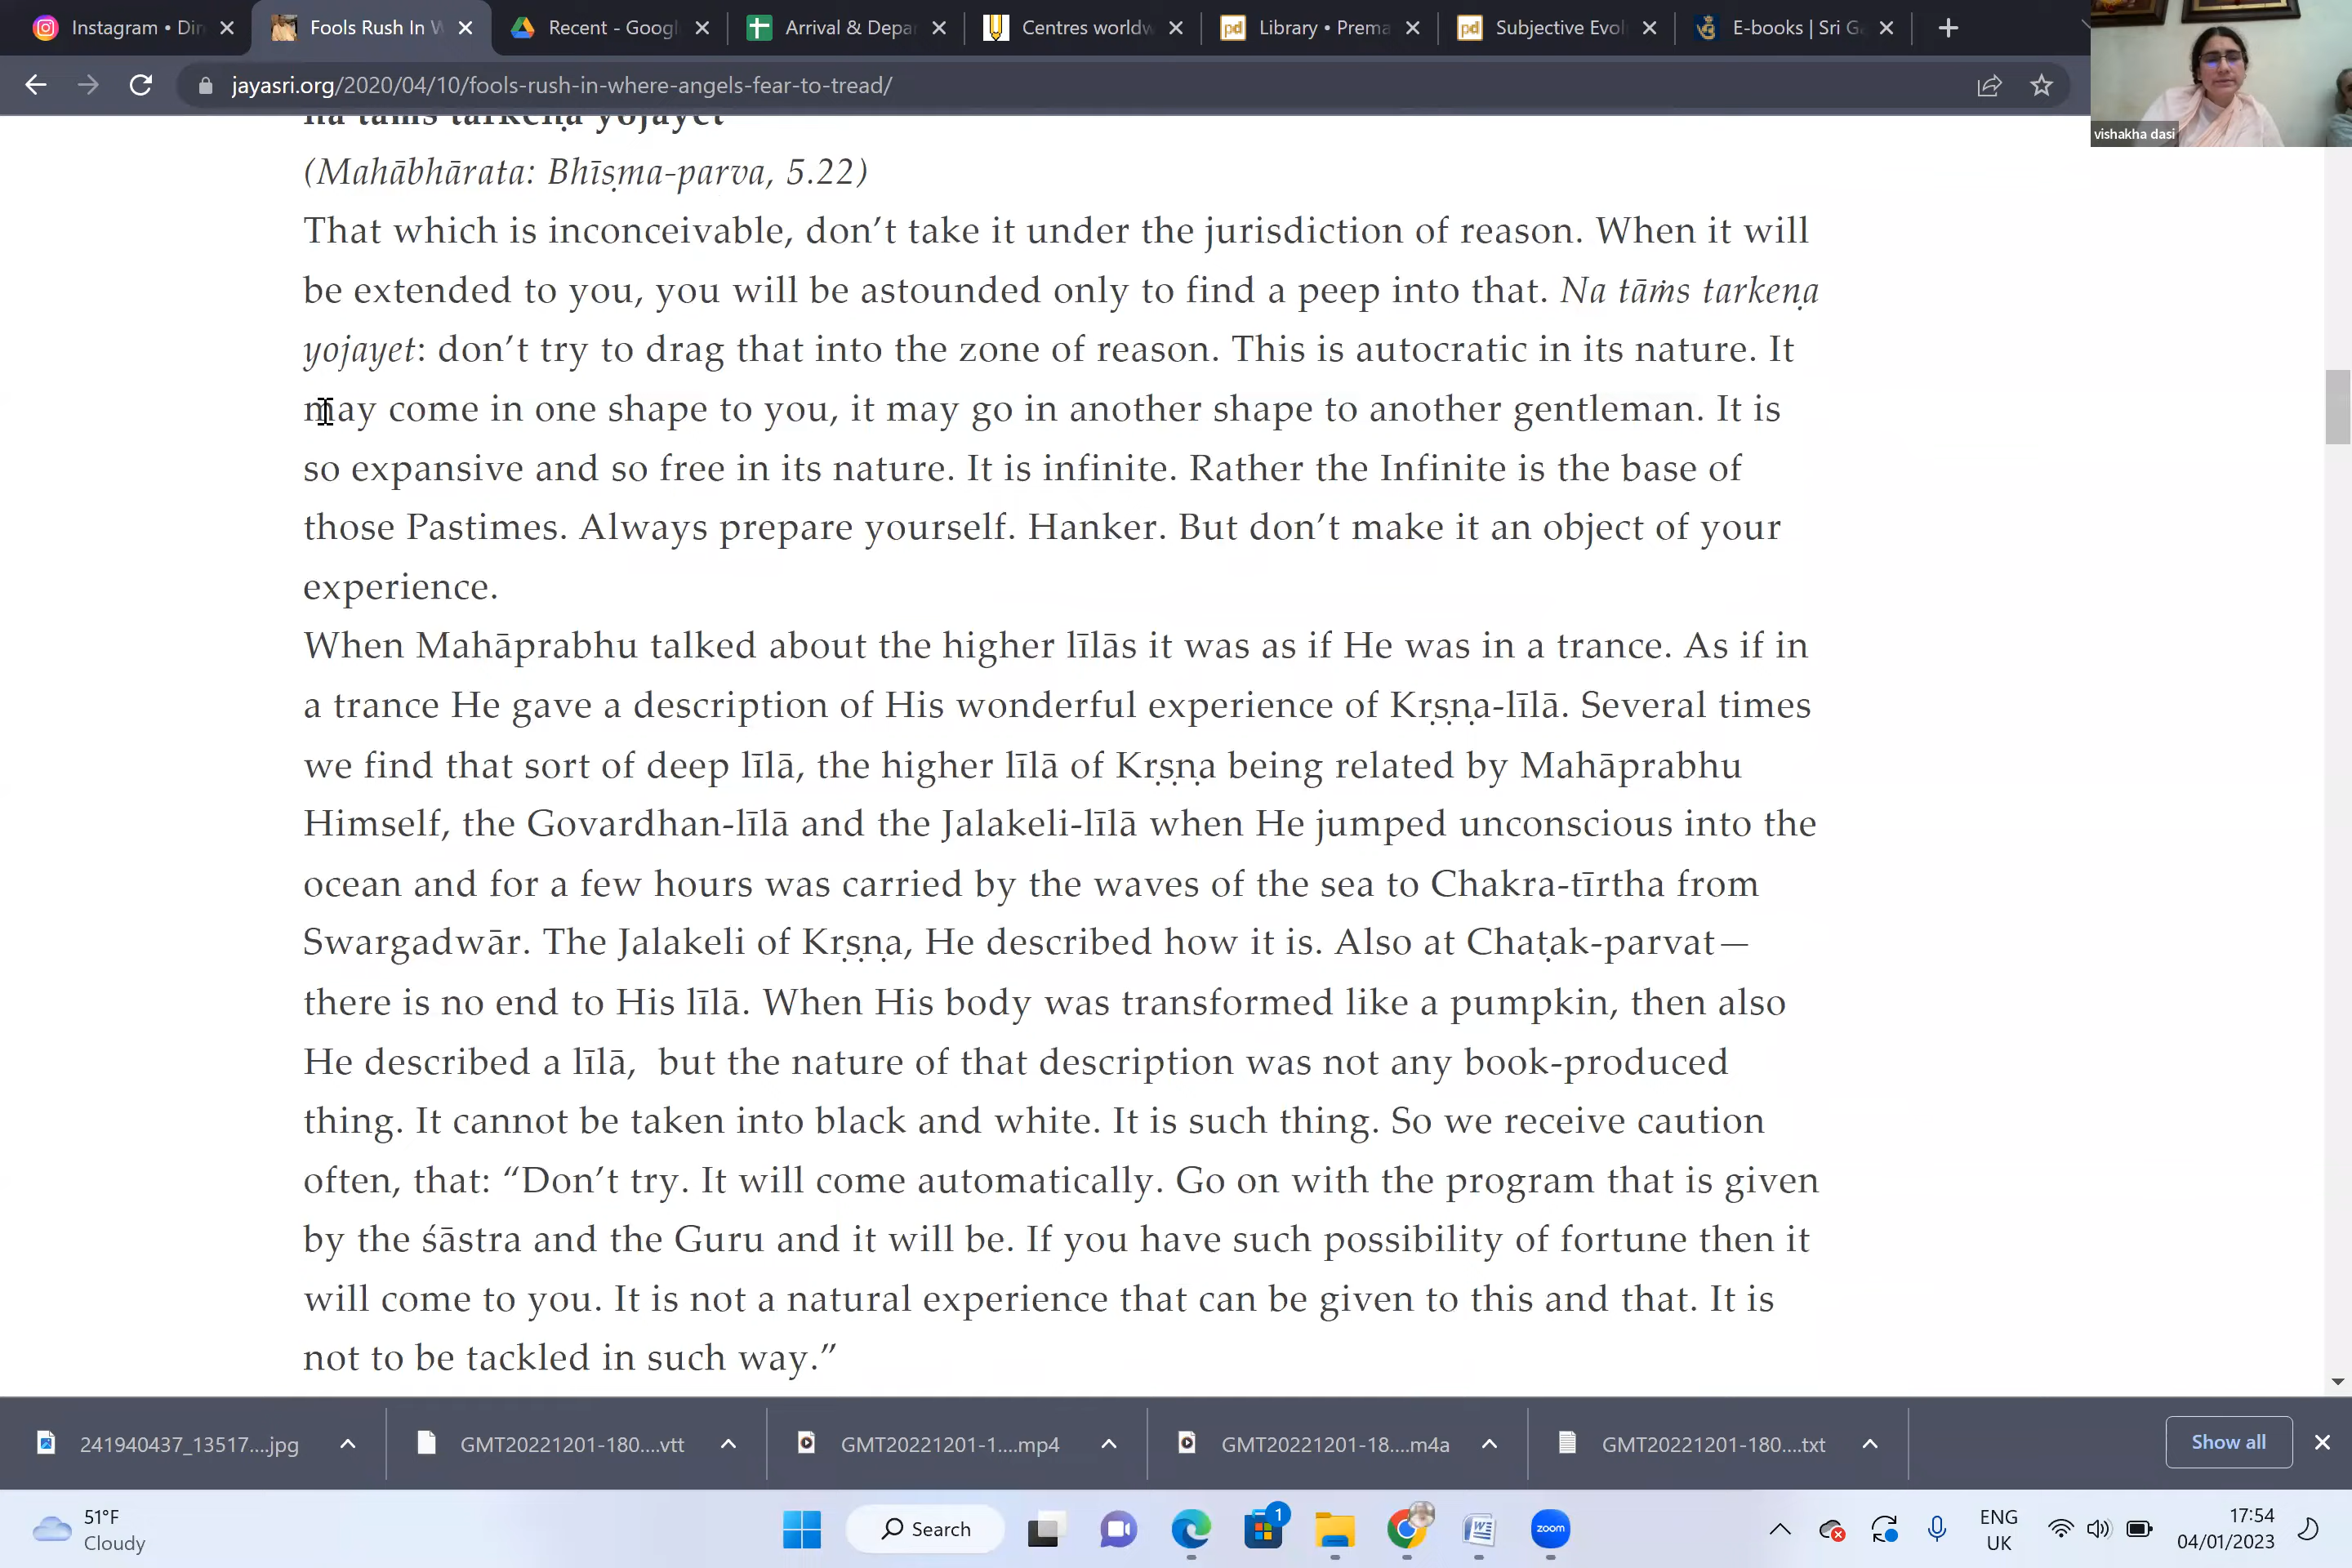 Instagram • Dir
Fools Rush In W
Recent - Googl
Arrival & Depar
Centres worldw
Library • Prema
Subjective Evol
E-books | Sri G
jayasri.org/2020/04/10/fools-rush-in-where-angels-fear-to-tread/
vishakha dasi
na tāṁs tarkeṇa yojayet
(Mahābhārata: Bhīṣma-parva, 5.22)
That which is inconceivable, don’t take it under the jurisdiction of reason. When it will
be extended to you, you will be astounded only to find a peep into that. Na tāṁs tarkeṇa
yojayet: don’t try to drag that into the zone of reason. This is autocratic in its nature. It
may come in one shape to you, it may go in another shape to another gentleman. It is
so expansive and so free in its nature. It is infinite. Rather the Infinite is the base of
those Pastimes. Always prepare yourself. Hanker. But don’t make it an object of your
experience.
When Mahāprabhu talked about the higher līlās it was as if He was in a trance. As if in
a trance He gave a description of His wonderful experience of Kṛṣṇa-līlā. Several times
we find that sort of deep līlā, the higher līlā of Kṛṣṇa being related by Mahāprabhu
Himself, the Govardhan-līlā and the Jalakeli-līlā when He jumped unconscious into the
ocean and for a few hours was carried by the waves of the sea to Chakra-tīrtha from
Swargadwār. The Jalakeli of Kṛṣṇa, He described how it is. Also at Chaṭak-parvat—
there is no end to His līlā. When His body was transformed like a pumpkin, then also
He described a līlā,  but the nature of that description was not any book-produced
thing. It cannot be taken into black and white. It is such thing. So we receive caution
often, that: “Don’t try. It will come automatically. Go on with the program that is given
by the śāstra and the Guru and it will be. If you have such possibility of fortune then it
will come to you. It is not a natural experience that can be given to this and that. It is
not to be tackled in such way.”
241940437_13517....jpg
GMT20221201-180....vtt
GMT20221201-1....mp4
GMT20221201-18....m4a
GMT20221201-180....txt
Show all
51°F
Cloudy
Search
1
zoom
ENG
UK
17:54
04/01/2023